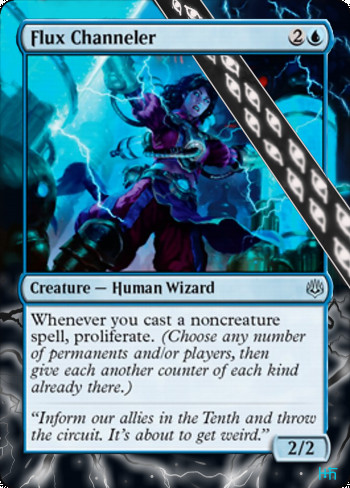 Flux Channeler 2
Creature — Human Wizard
Whenever you cast a noncreature
spell, proliferate. (Choose any number
of permanents and/or players, then
give each another counter of each kind
already there.)
“Inform our allies in the Tenth and throw
the circuit. It’s about to get weird.”
2/2